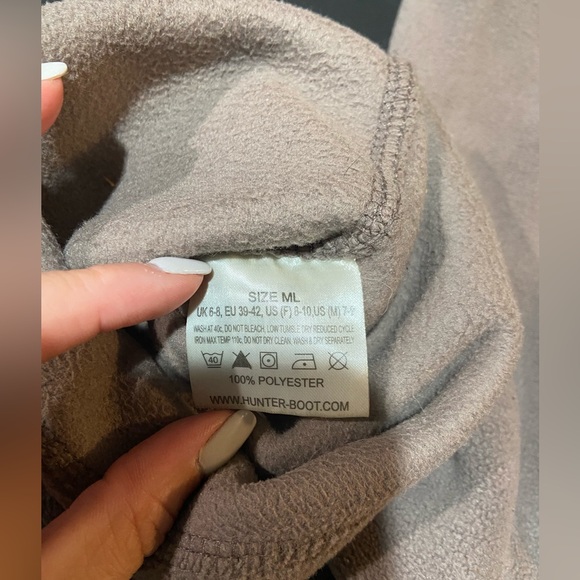 SIZE ML
UK 6-8, EU 39-42, US (F) 8-10,US (M) 7-9
WASH AT 40c, DO NOT BLEACH, LOW TUMBLE DRY REDUCED CYCLE
IRON MAX TEMP 110c, DO NOT DRY CLEAN, WASH & DRY SEPARATELY
40
100% POLYESTER
WWW.HUNTER-BOOT.COM